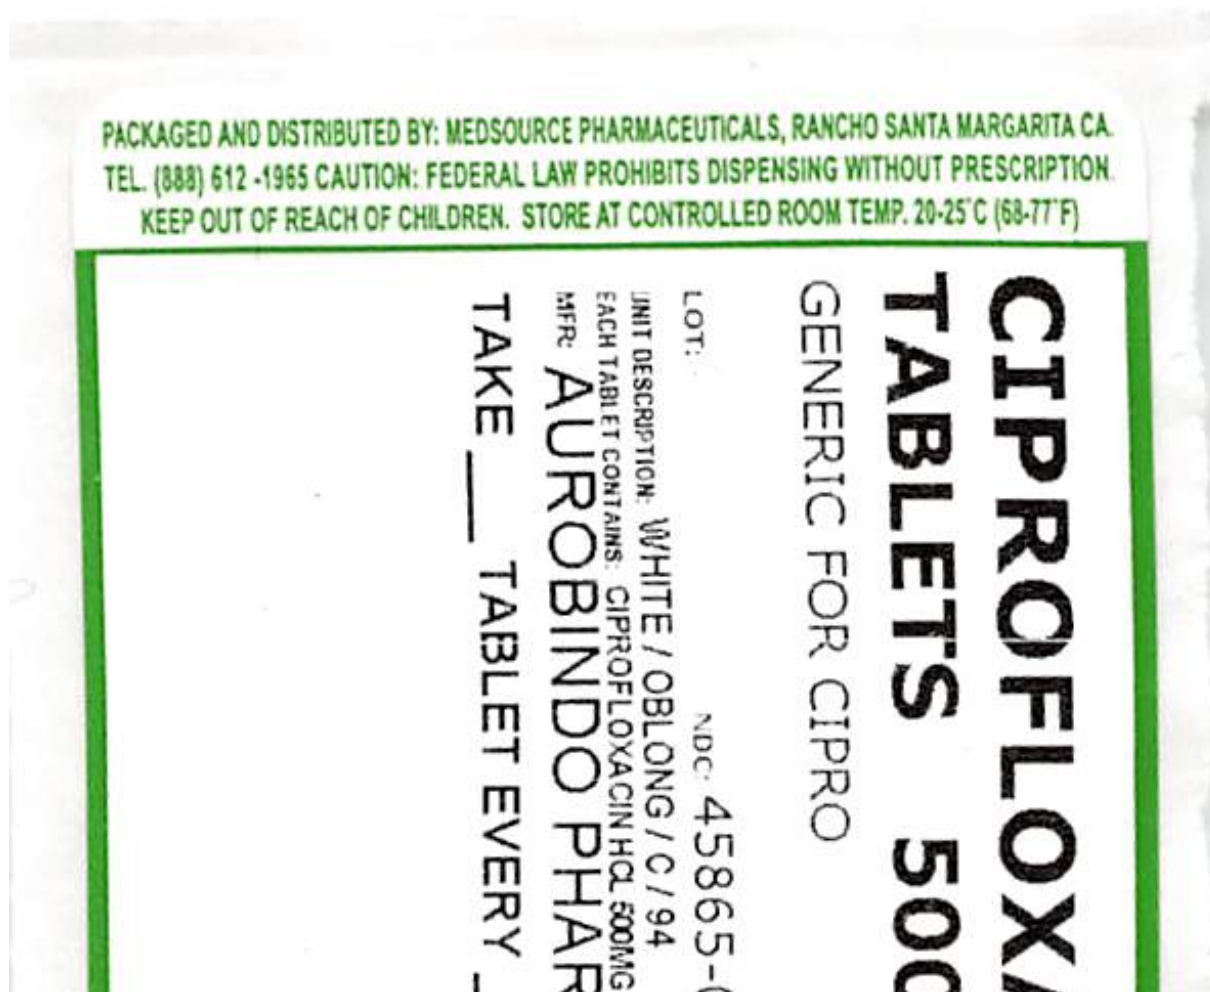 PACKAGED AND DISTRIBUTED BY: MEDSOURCE PHARMACEUTICALS, RANCHO SANTA MARGARITA CA.
TEL. (888) 612 -1965 CAUTION: FEDERAL LAW PROHIBITS DISPENSING WITHOUT PRESCRIPTION.
KEEP OUT OF REACH OF CHILDREN. STORE AT CONTROLLED ROOM TEMP. 20-25°C (68-77°F)
CIPROFLOXA
TABLETS 500
GENERIC FOR CIPRO
LOT: NDC: 45865-
UNIT DESCRIPTION: WHITE / OBLONG / C / 94
EACH TABLET CONTAINS: CIPROFLOXACIN HCL 500MG
MFR: AUROBINDO PHAR
TAKE___ TABLET EVERY _